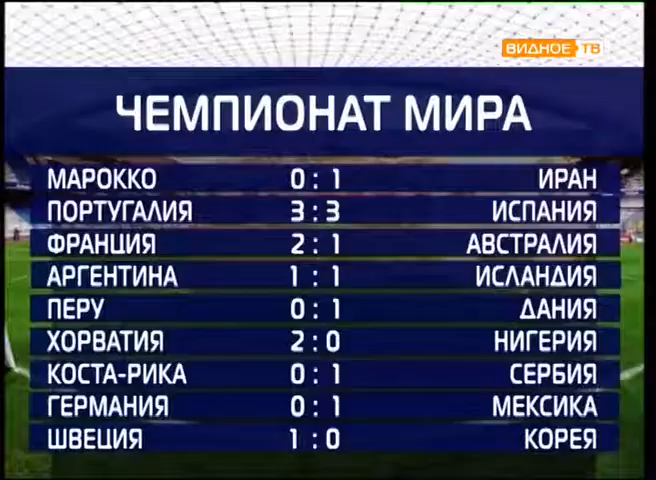 ВИДНОЕ ТВ
ЧЕМПИОНАТ МИРА
МАРОККО 0:1 ИРАН
ПОРТУГАЛИЯ 3:3 ИСПАНИЯ
ФРАНЦИЯ 2:1 АВСТРАЛИЯ
АРГЕНТИНА 1:1 ИСЛАНДИЯ
ПЕРУ 0:1 ДАНИЯ
ХОРВАТИЯ 2:0 НИГЕРИЯ
КОСТА-РИКА 0:1 СЕРБИЯ
ГЕРМАНИЯ 0:1 МЕКСИКА
ШВЕЦИЯ 1:0 КОРЕЯ